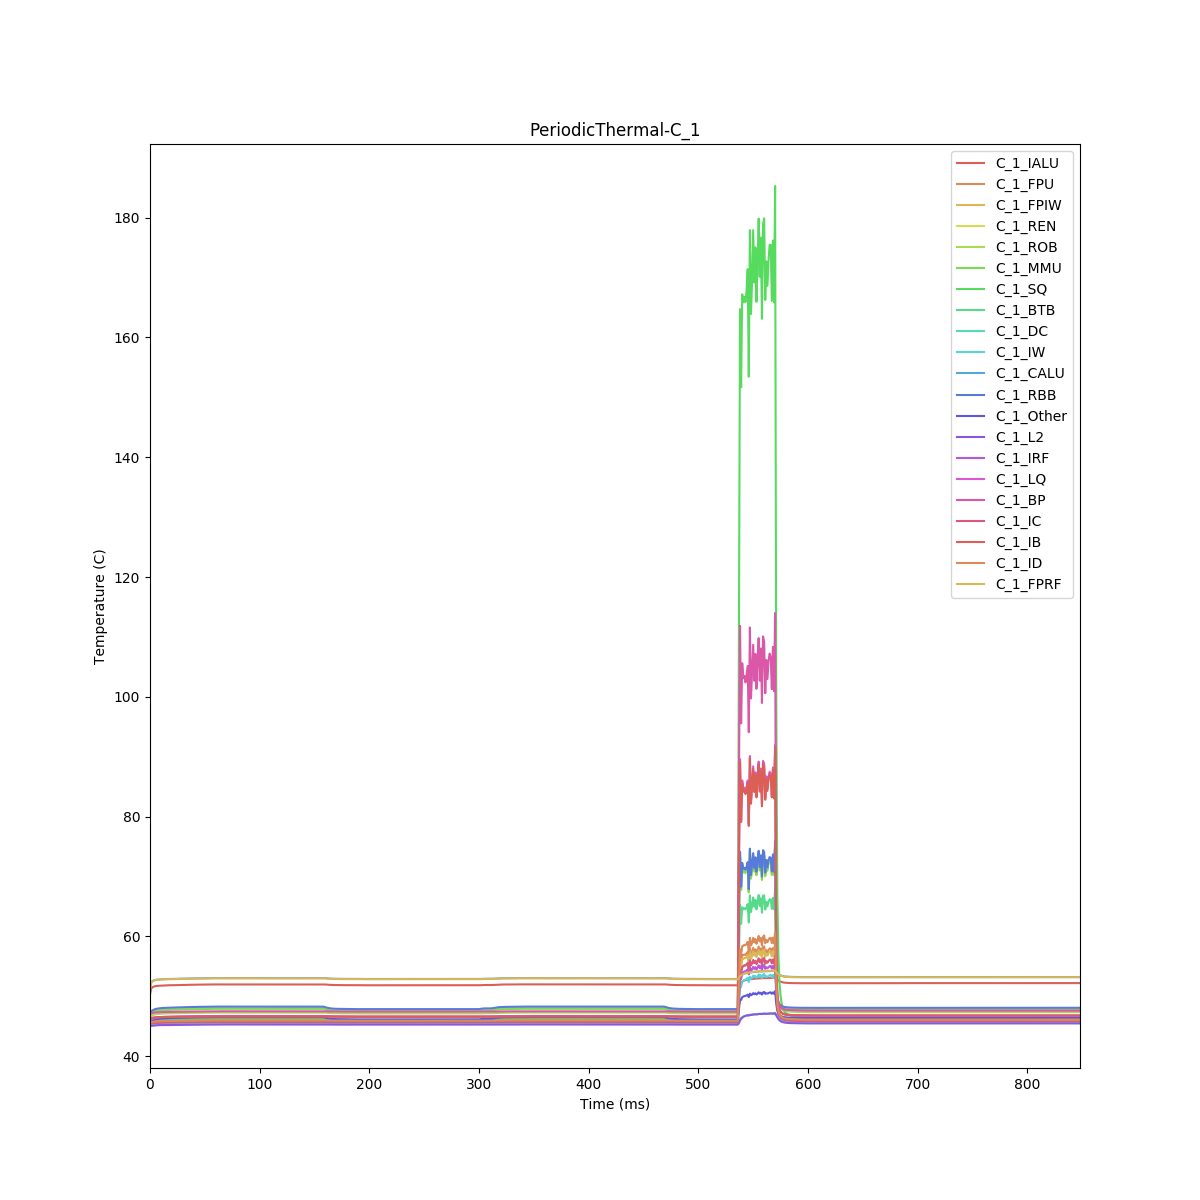 PeriodicThermal-C_1
C_1_IALU
C_1_FPU
C_1_FPIW
C_1_REN
C_1_ROB
C_1_MMU
C_1_SQ
C_1_BTB
C_1_DC
C_1_IW
C_1_CALU
C_1_RBB
C_1_Other
C_1_L2
C_1_IRF
C_1_LQ
C_1_BP
C_1_IC
C_1_IB
C_1_ID
C_1_FPRF
Temperature (C)
180
160
140
120
100
80
60
40
0 100 200 300 400 500 600 700 800
Time (ms)